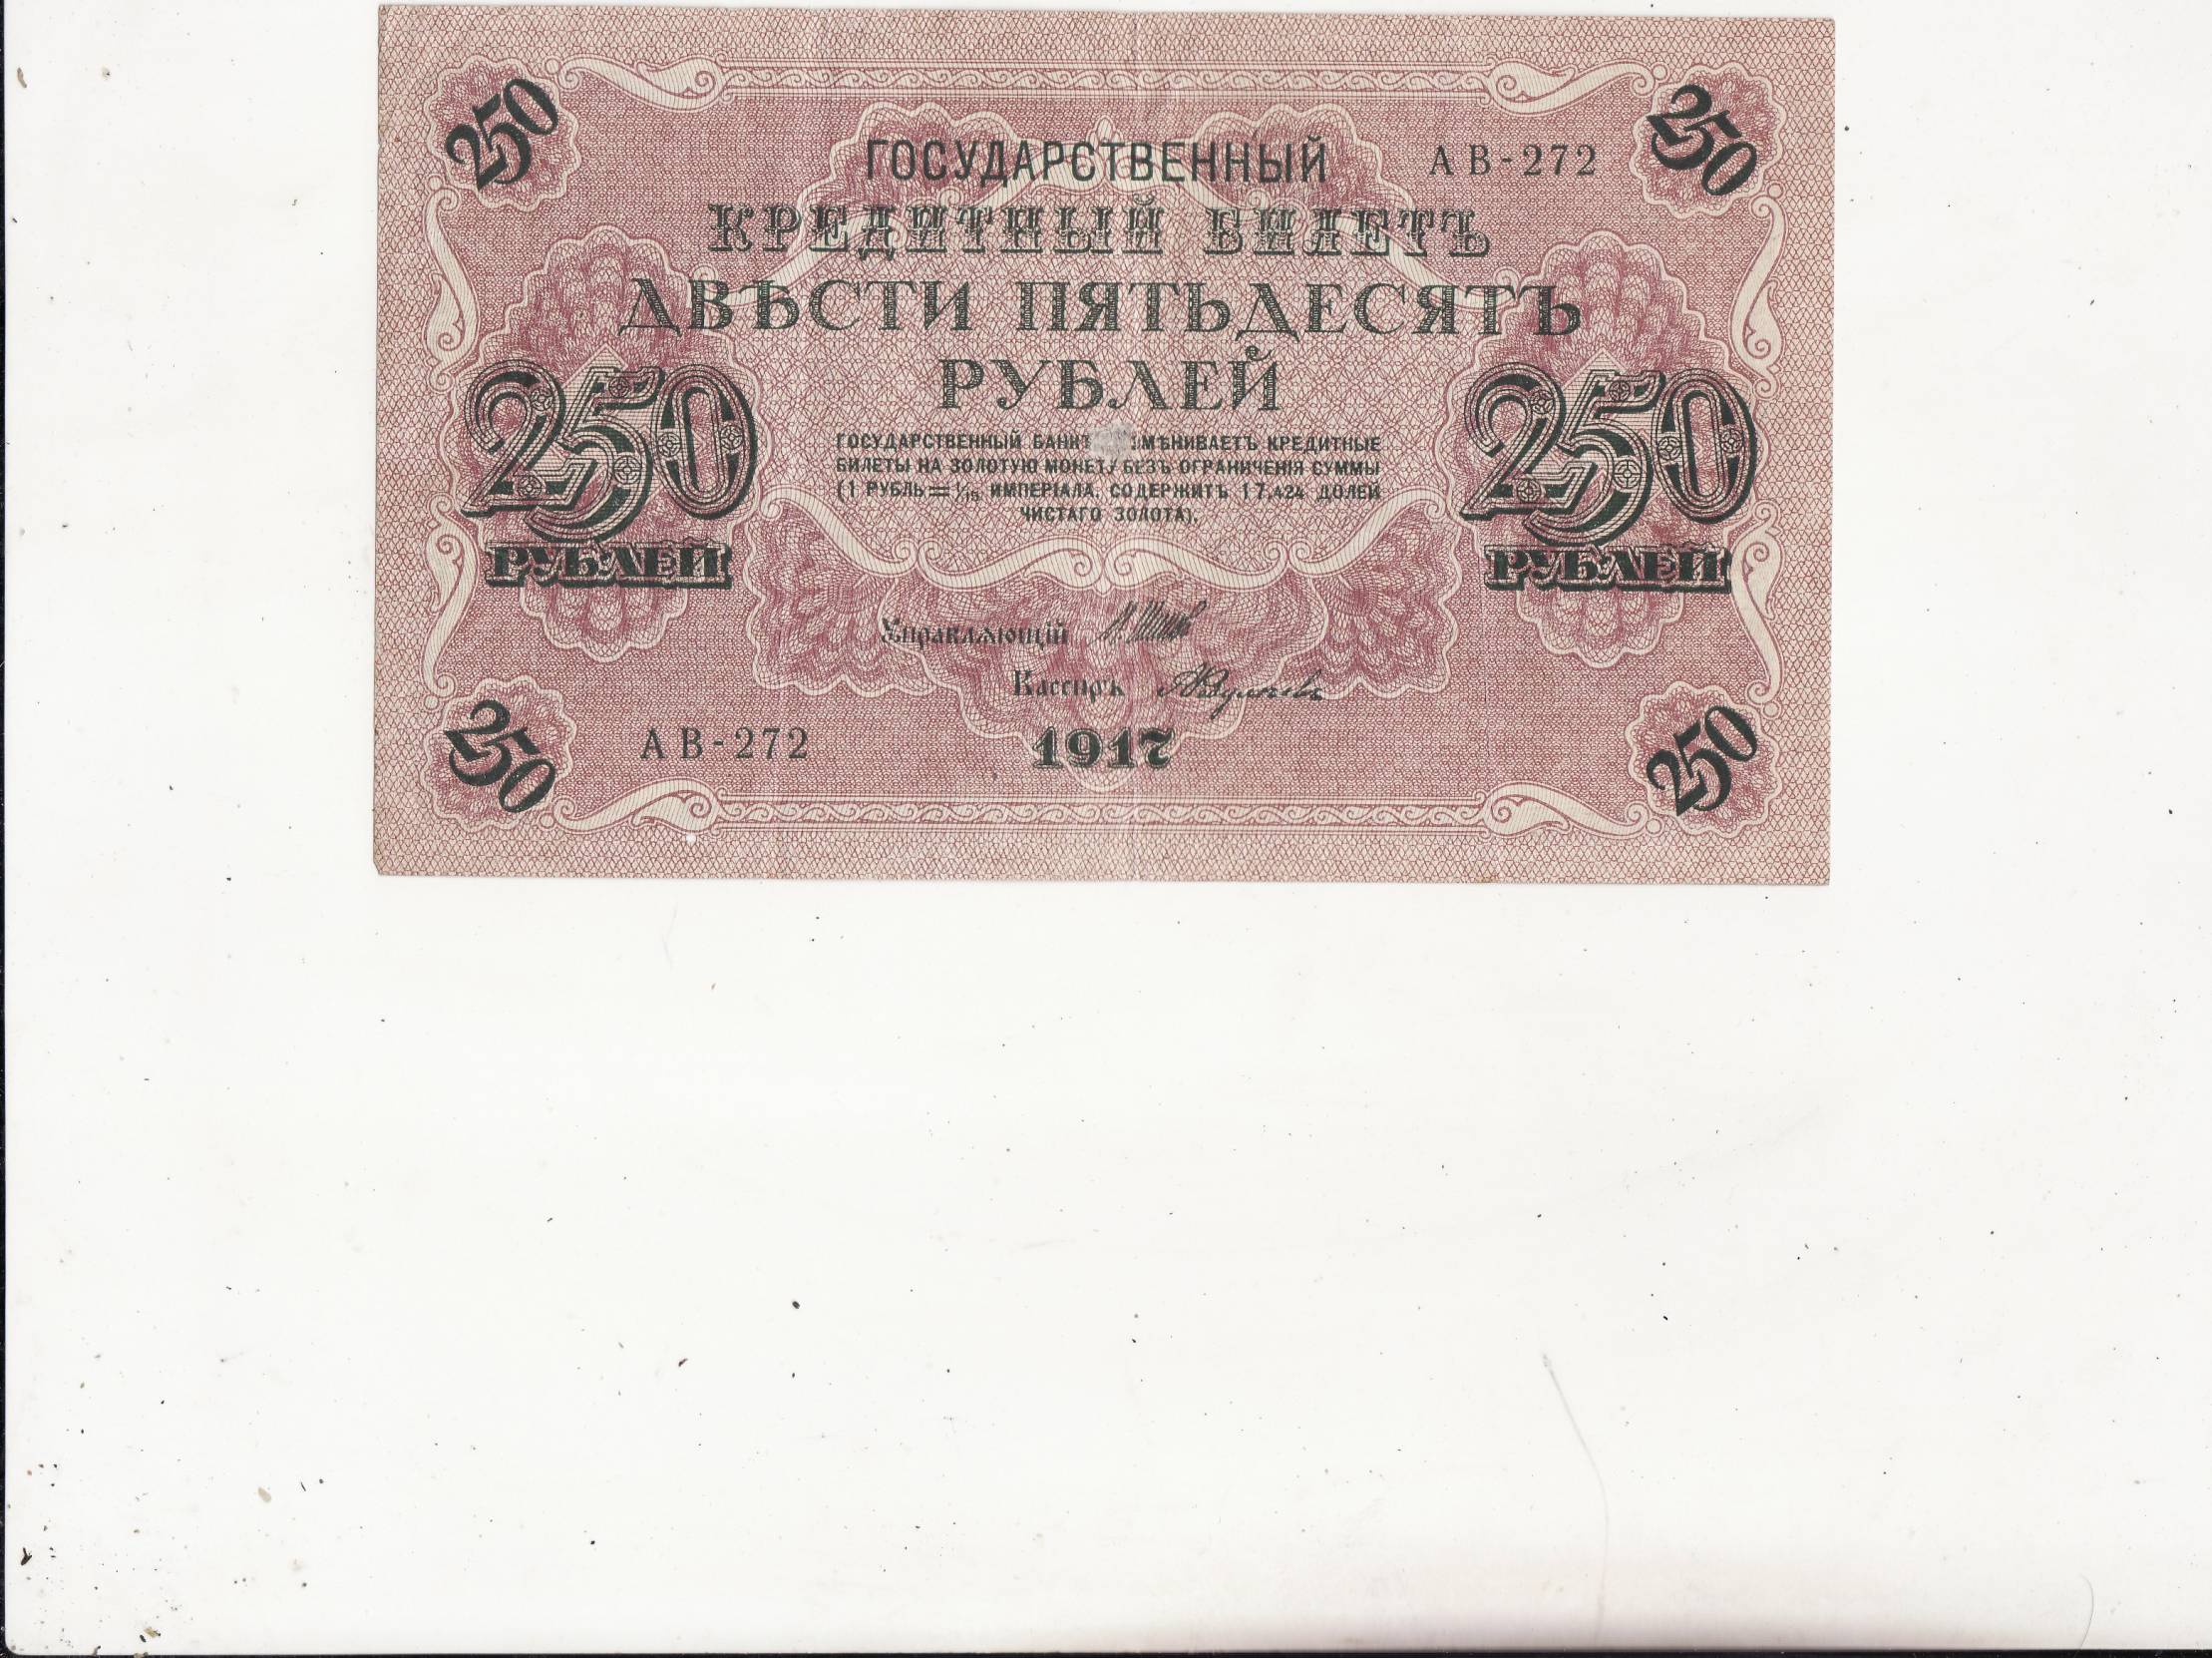 250
250
ГОСУДАРСТВЕННЫЙ
АВ-272
КРЕДИТНЫЙ БИЛЕТЪ
ДВѢСТИ ПЯТЬДЕСЯТЪ
РУБЛЕЙ
250
РУБЛЕЙ
250
РУБЛЕЙ
ГОСУДАРСТВЕННЫЙ БАНКЪ КРЕДИТНЫЕ
БИЛЕТЫ НА ЗОЛОТУЮ МОНЕТУ БЕЗЪ ОГРАНИЧЕНІЯ СУММЫ
(1 РУБЛЬ = 1/15 ИМПЕРІАЛА, СОДЕРЖИТЪ 17,424 ДОЛЕЙ
ЧИСТАГО ЗОЛОТА).
Управляющій
Кассиръ
АВ-272
1917
250
250